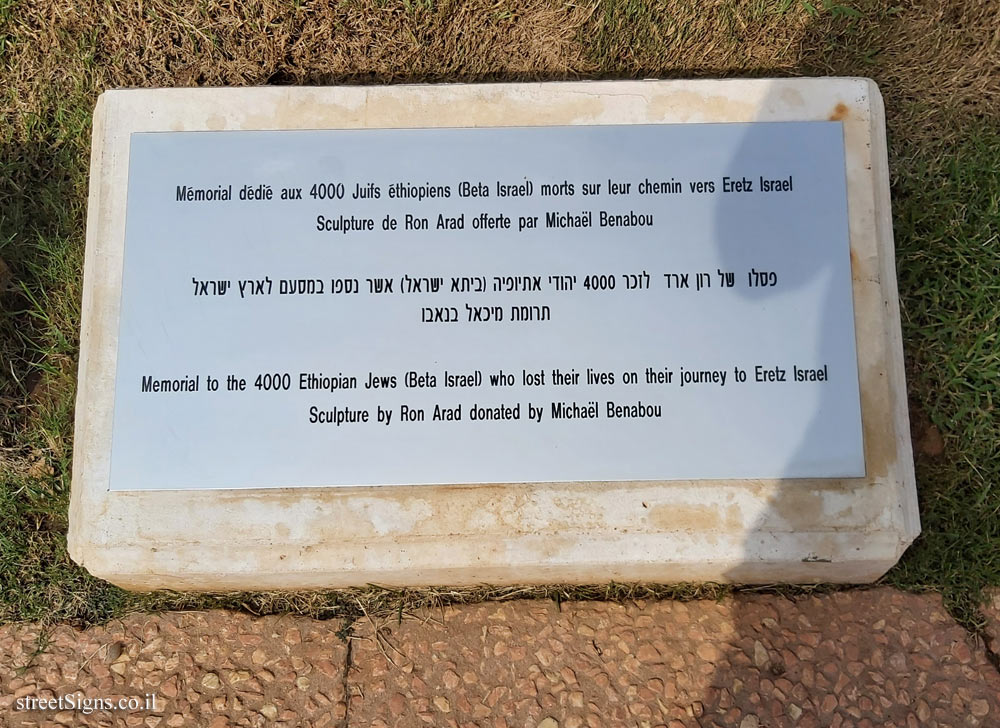 Mémorial dédié aux 4000 Juifs éthiopiens (Beta Israel) morts sur leur chemin vers Eretz Israel
Sculpture de Ron Arad offerte par Michaël Benabou
פסלו של רון ארד לזכר 4000 יהודי אתיופיה (ביתא ישראל) אשר נספו במסעם לארץ ישראל
תרומת מיכאל בנאבו
Memorial to the 4000 Ethiopian Jews (Beta Israel) who lost their lives on their journey to Eretz Israel
Sculpture by Ron Arad donated by Michaël Benabou
streetSigns.co.il